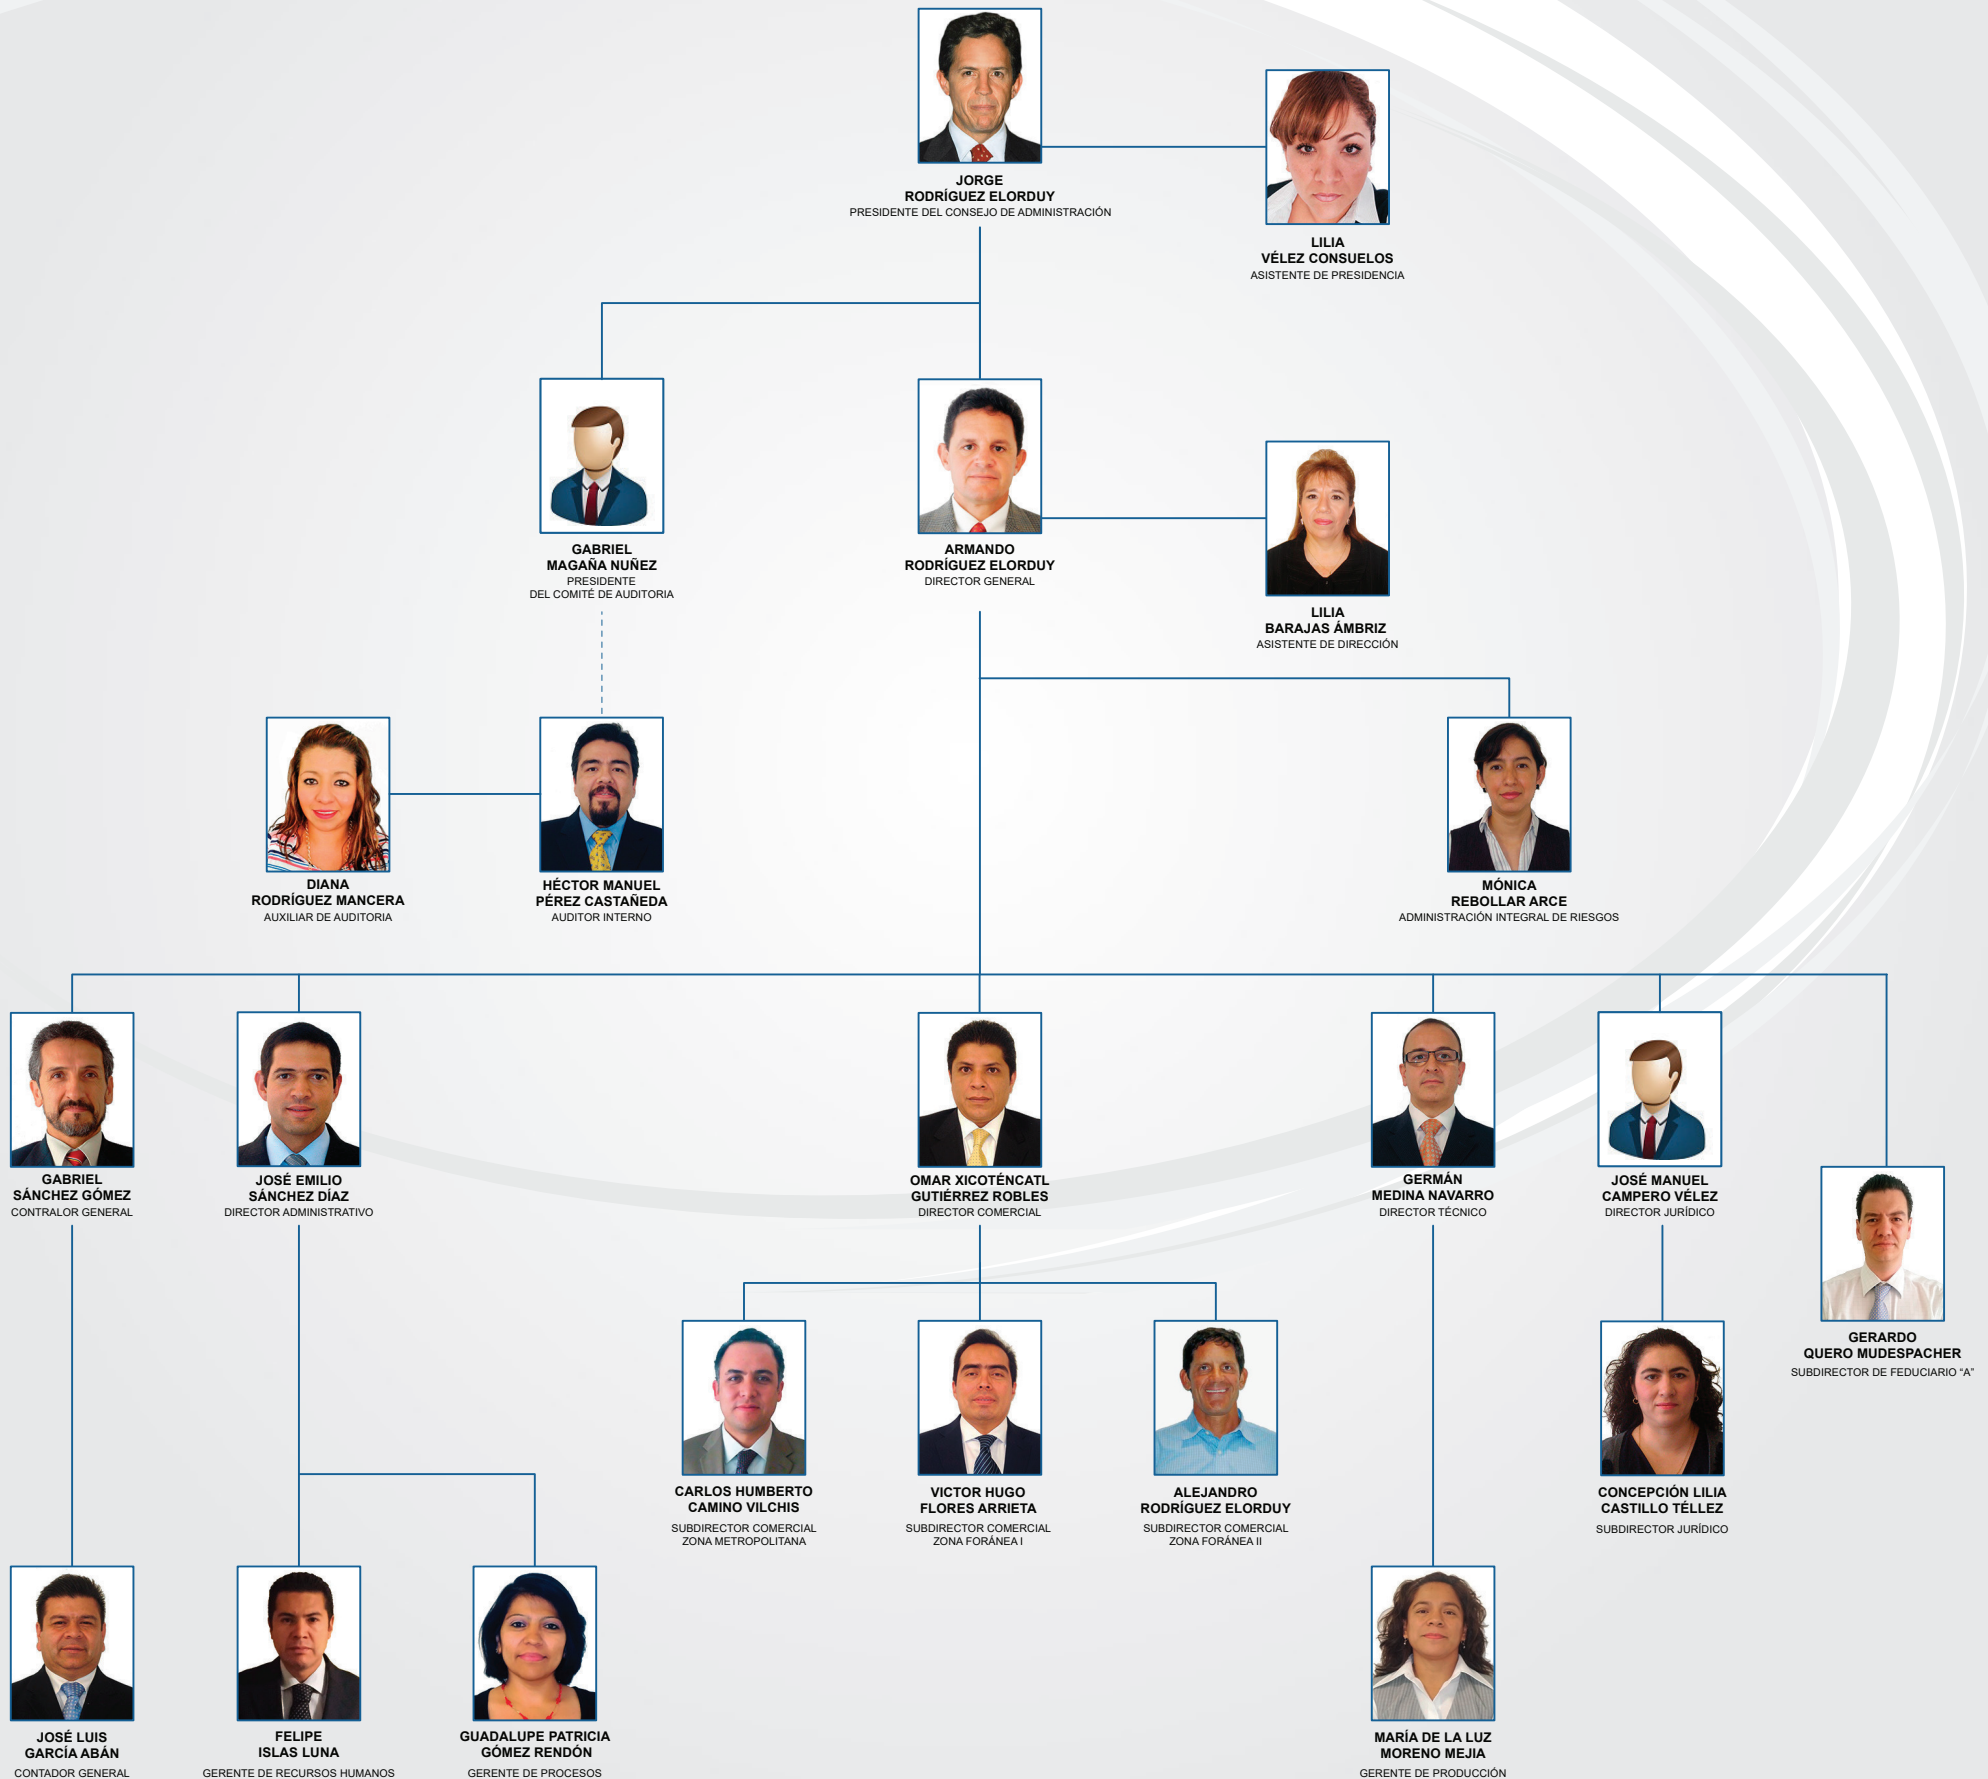 JORGE
RODRÍGUEZ ELORDUY
PRESIDENTE DEL CONSEJO DE ADMINISTRACIÓN
LILIA
VÉLEZ CONSUELOS
ASISTENTE DE PRESIDENCIA
GABRIEL
MAGAÑA NUÑEZ
PRESIDENTE
DEL COMITÉ DE AUDITORIA
ARMANDO
RODRÍGUEZ ELORDUY
DIRECTOR GENERAL
LILIA
BARAJAS ÁMBRIZ
ASISTENTE DE DIRECCIÓN
DIANA
RODRÍGUEZ MANCERA
AUXILIAR DE AUDITORIA
HÉCTOR MANUEL
PÉREZ CASTAÑEDA
AUDITOR INTERNO
MÓNICA
REBOLLAR ARCE
ADMINISTRACIÓN INTEGRAL DE RIESGOS
GABRIEL
SÁNCHEZ GÓMEZ
CONTRALOR GENERAL
JOSÉ EMILIO
SÁNCHEZ DÍAZ
DIRECTOR ADMINISTRATIVO
OMAR XICOTÉNCATL
GUTIÉRREZ ROBLES
DIRECTOR COMERCIAL
GERMÁN
MEDINA NAVARRO
DIRECTOR TÉCNICO
JOSÉ MANUEL
CAMPERO VÉLEZ
DIRECTOR JURÍDICO
GERARDO
QUERO MUDESPACHER
SUBDIRECTOR DE FEDUCIARIO “A”
CARLOS HUMBERTO
CAMINO VILCHIS
SUBDIRECTOR COMERCIAL
ZONA METROPOLITANA
VICTOR HUGO
FLORES ARRIETA
SUBDIRECTOR COMERCIAL
ZONA FORÁNEA I
ALEJANDRO
RODRÍGUEZ ELORDUY
SUBDIRECTOR COMERCIAL
ZONA FORÁNEA II
CONCEPCIÓN LILIA
CASTILLO TÉLLEZ
SUBDIRECTOR JURÍDICO
JOSÉ LUIS
GARCÍA ABÁN
CONTADOR GENERAL
FELIPE
ISLAS LUNA
GERENTE DE RECURSOS HUMANOS
GUADALUPE PATRICIA
GÓMEZ RENDÓN
GERENTE DE PROCESOS
MARÍA DE LA LUZ
MORENO MEJIA
GERENTE DE PRODUCCIÓN